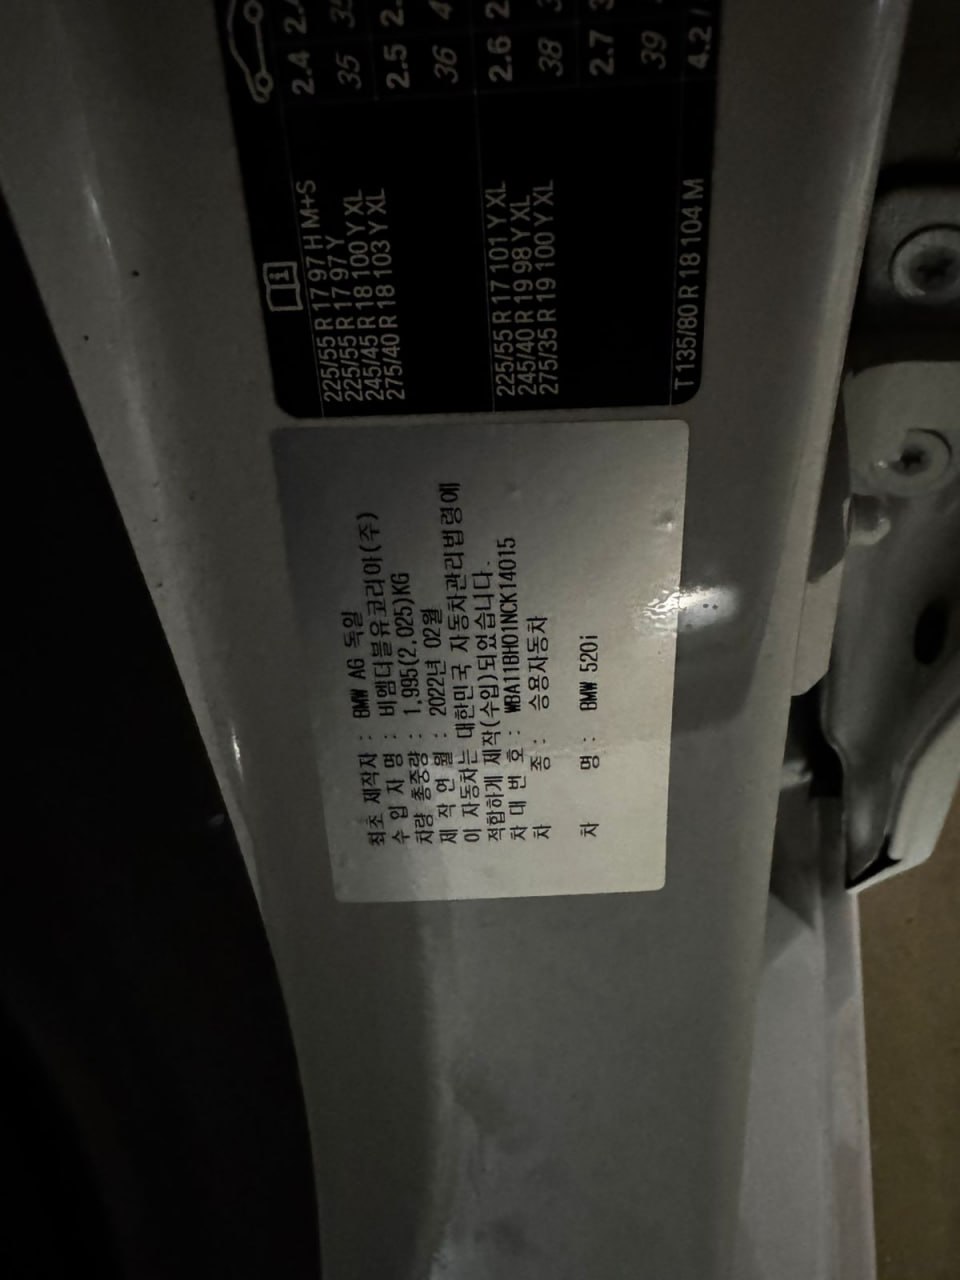 225/55 R 17 97 H M+S
225/55 R 17 97 Y
245/45 R 18 100 Y XL
275/40 R 18 103 Y XL
225/55 R 17 101 Y XL
245/40 R 19 98 Y XL
275/35 R 19 100 Y XL
T 135/80 R 18 104 M
2.4
35
2.5
36
2.6
38
2.7
39
4.2 /
최초 제작자 : BMW AG 독일
수 입 자 명 : 비엠더블유코리아(주)
차량 총중량 : 1,995(2,025)KG
제 작 연 월 : 2022년 02월
이 자동차는 대한민국 자동차관리법령에
적합하게 제작(수입)되었습니다.
차 대 번 호 : WBA11BH01NCK14015
차 종 : 승용자동차
차 명 : BMW 520i